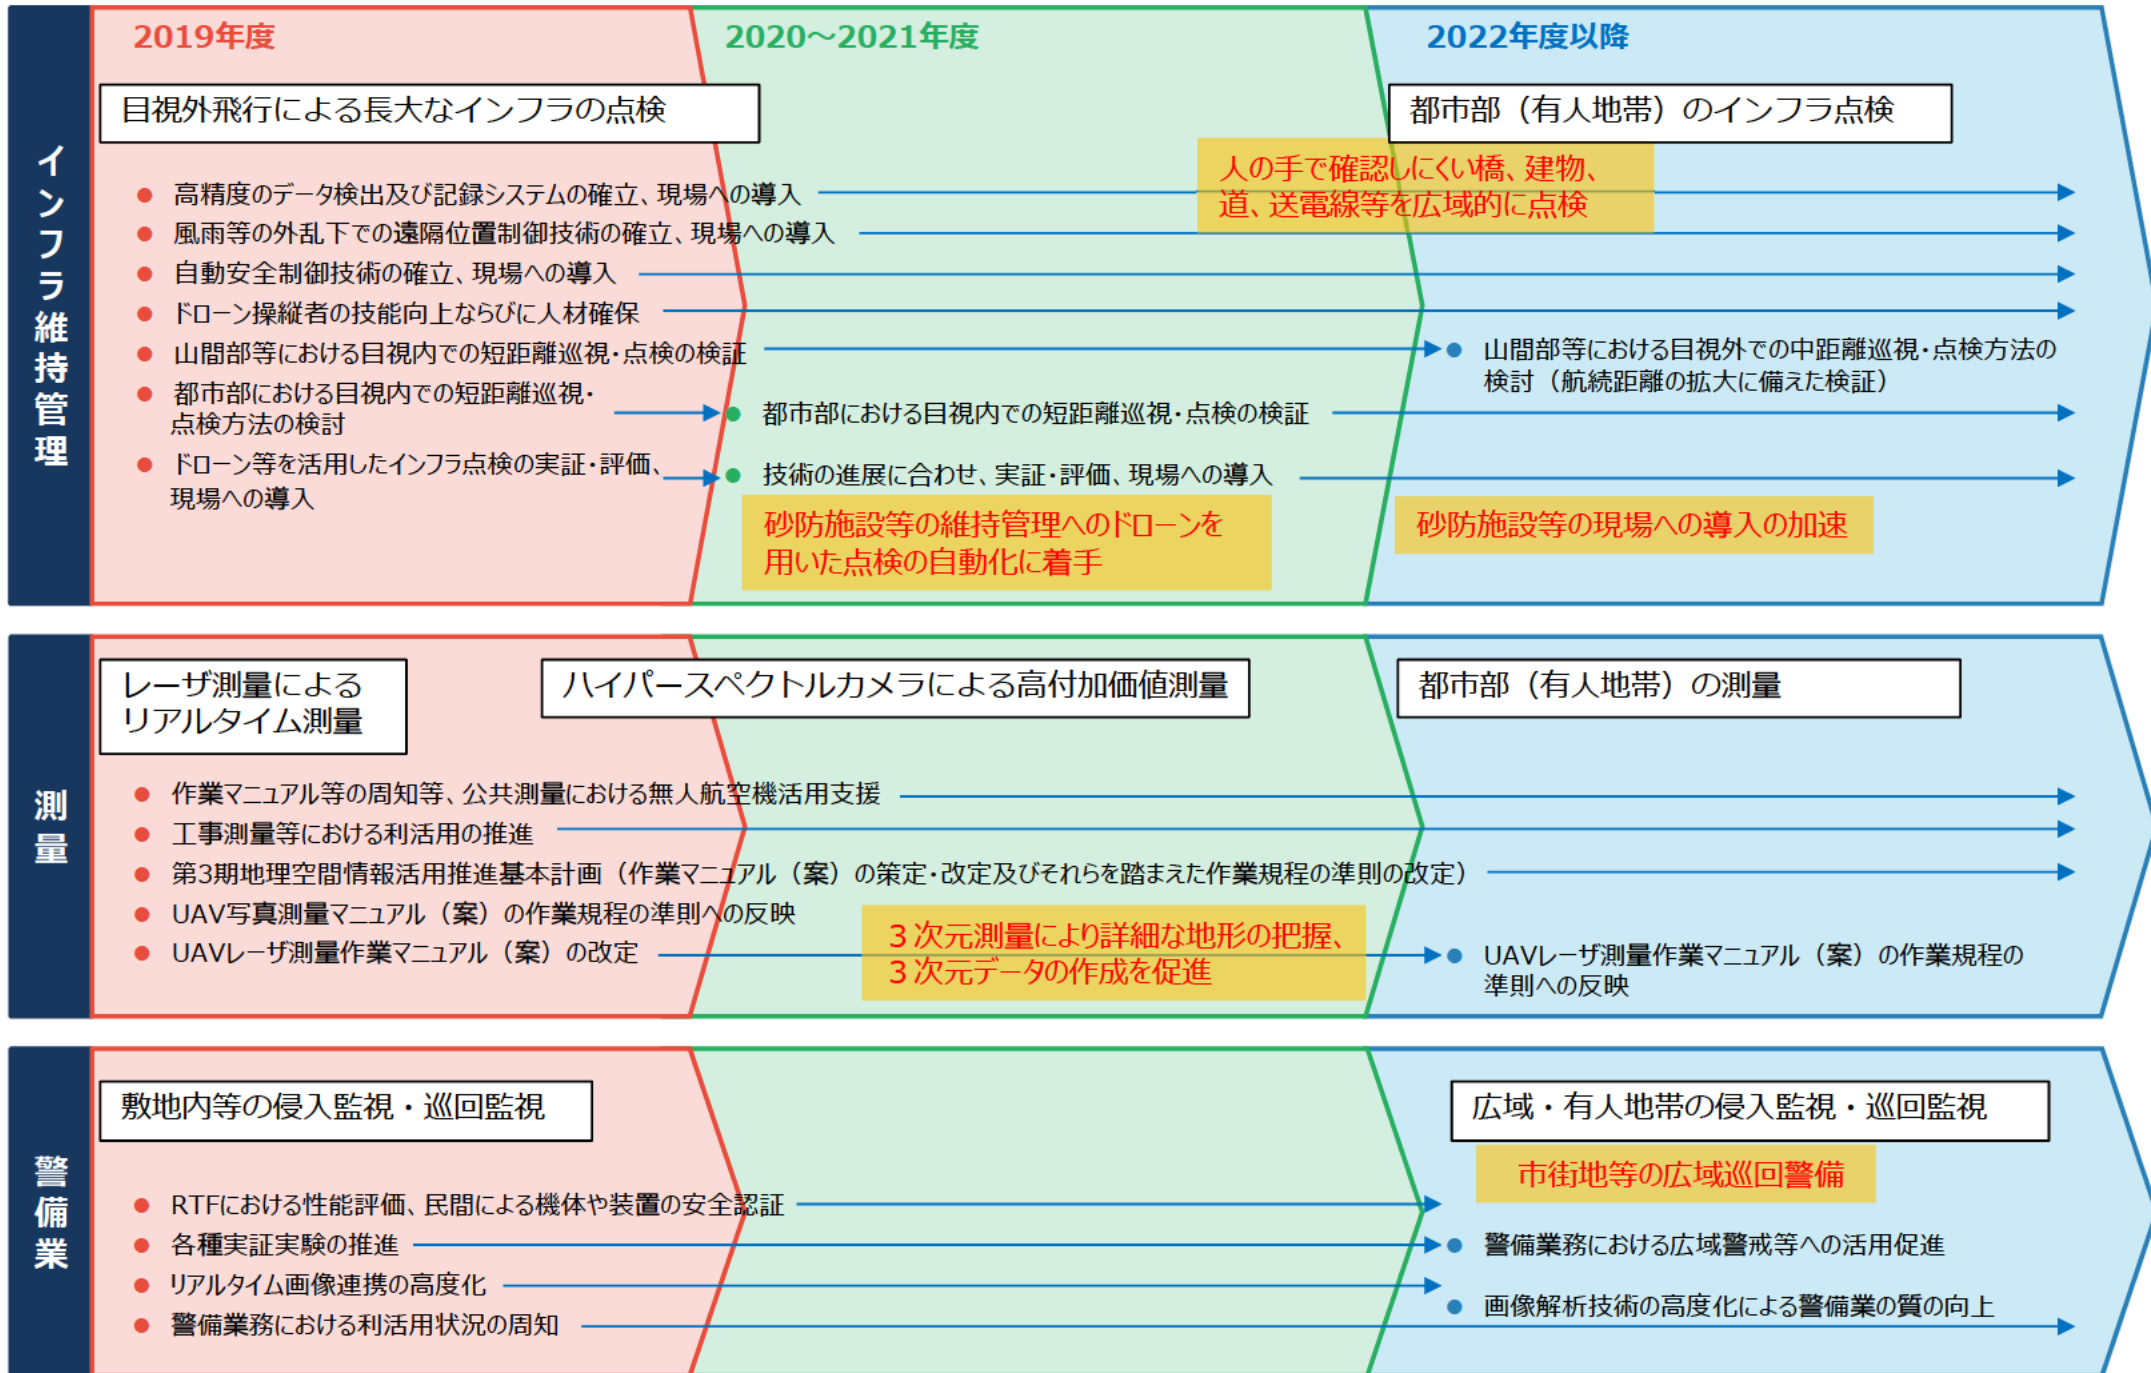 2019年度
2020～2021年度
2022年度以降
インフラ維持管理
目視外飛行による長大なインフラの点検
都市部（有人地帯）のインフラ点検
人の手で確認しにくい橋、建物、
道、送電線等を広域的に点検
高精度のデータ検出及び記録システムの確立、現場への導入
風雨等の外乱下での遠隔位置制御技術の確立、現場への導入
自動安全制御技術の確立、現場への導入
ドローン操縦者の技能向上ならびに人材確保
山間部等における目視内での短距離巡視・点検の検証
山間部等における目視外での中距離巡視・点検方法の
検討（航続距離の拡大に備えた検証）
都市部における目視内での短距離巡視・
点検方法の検討
都市部における目視内での短距離巡視・点検の検証
ドローン等を活用したインフラ点検の実証・評価、
現場への導入
技術の進展に合わせ、実証・評価、現場への導入
砂防施設等の維持管理へのドローンを
用いた点検の自動化に着手
砂防施設等の現場への導入の加速
測量
レーザ測量による
リアルタイム測量
ハイパースペクトルカメラによる高付加価値測量
都市部（有人地帯）の測量
作業マニュアル等の周知等、公共測量における無人航空機活用支援
工事測量等における利活用の推進
第3期地理空間情報活用推進基本計画（作業マニュアル（案）の策定・改定及びそれらを踏まえた作業規程の準則の改定）
UAV写真測量マニュアル（案）の作業規程の準則への反映
UAVレーザ測量作業マニュアル（案）の改定
３次元測量により詳細な地形の把握、
３次元データの作成を促進
UAVレーザ測量作業マニュアル（案）の作業規程の
準則への反映
警備業
敷地内等の侵入監視・巡回監視
広域・有人地帯の侵入監視・巡回監視
市街地等の広域巡回警備
RTFにおける性能評価、民間による機体や装置の安全認証
各種実証実験の推進
警備業務における広域警戒等への活用促進
リアルタイム画像連携の高度化
画像解析技術の高度化による警備業の質の向上
警備業務における利活用状況の周知